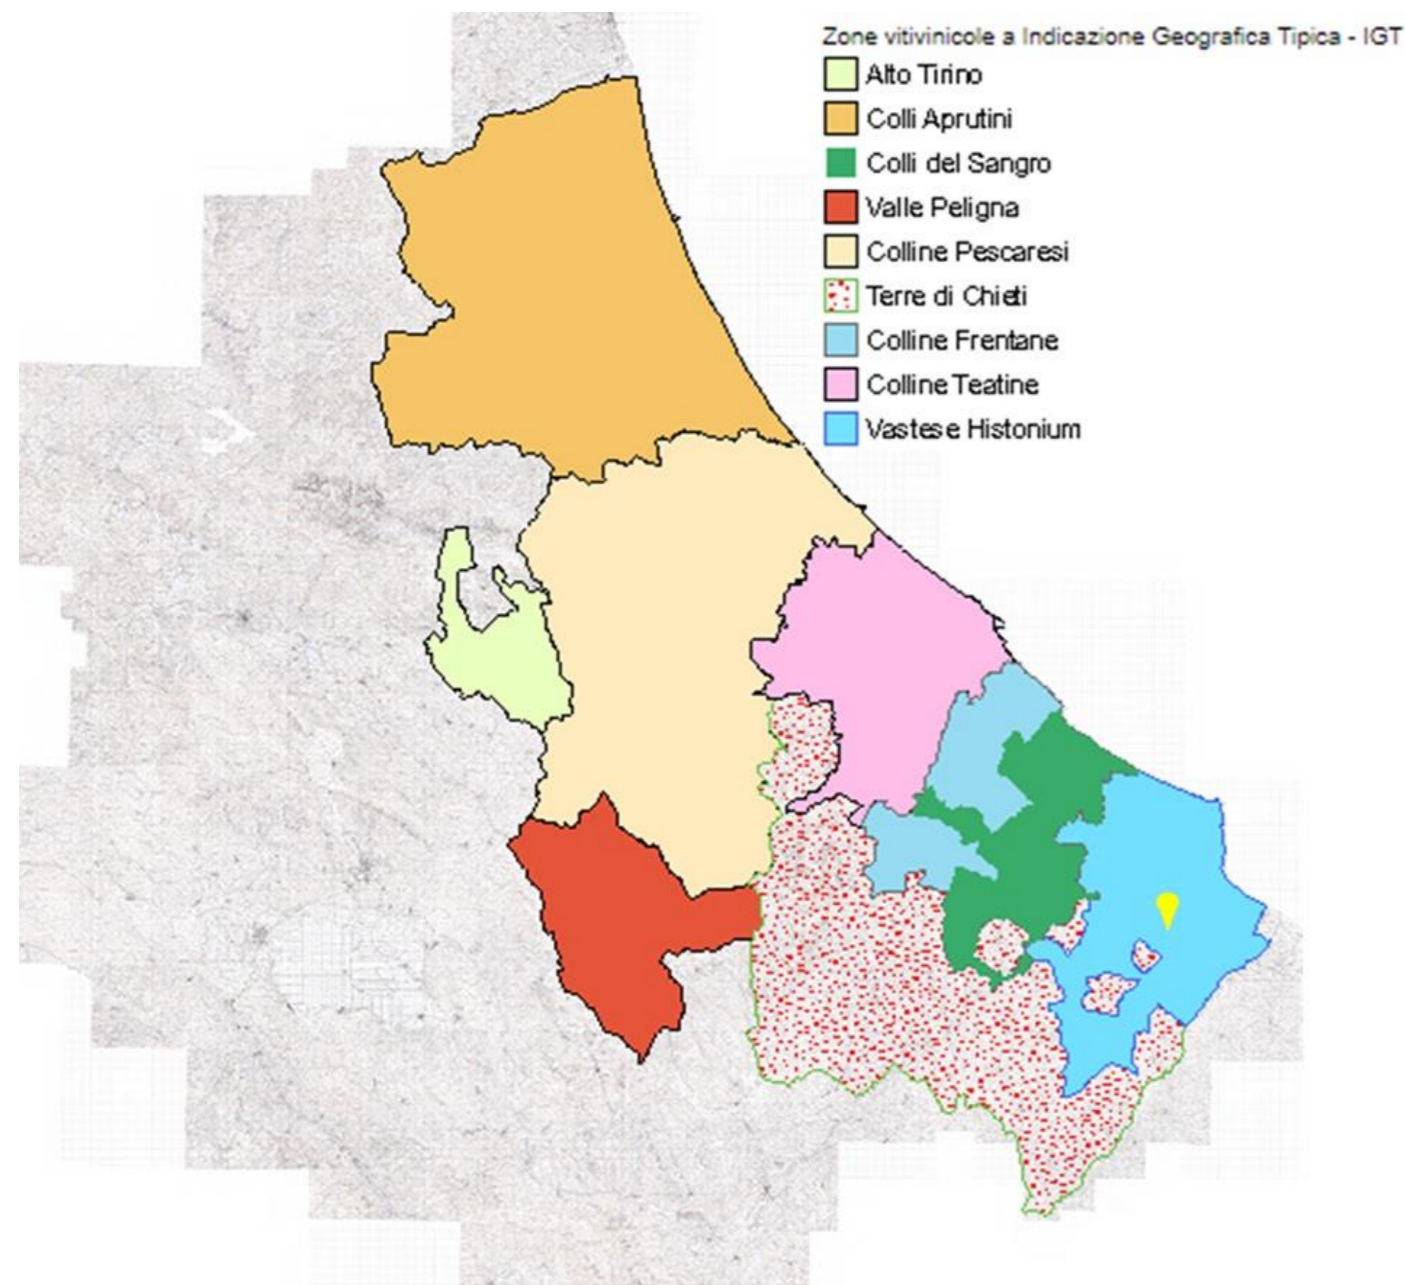 Zone vitivinicole a Indicazione Geografica Tipica - IGT
Alto Tirino
Colli Aprutini
Colli del Sangro
Valle Peligna
Colline Pescaresi
Terre di Chieti
Colline Frentane
Colline Teatine
Vastese Histonium